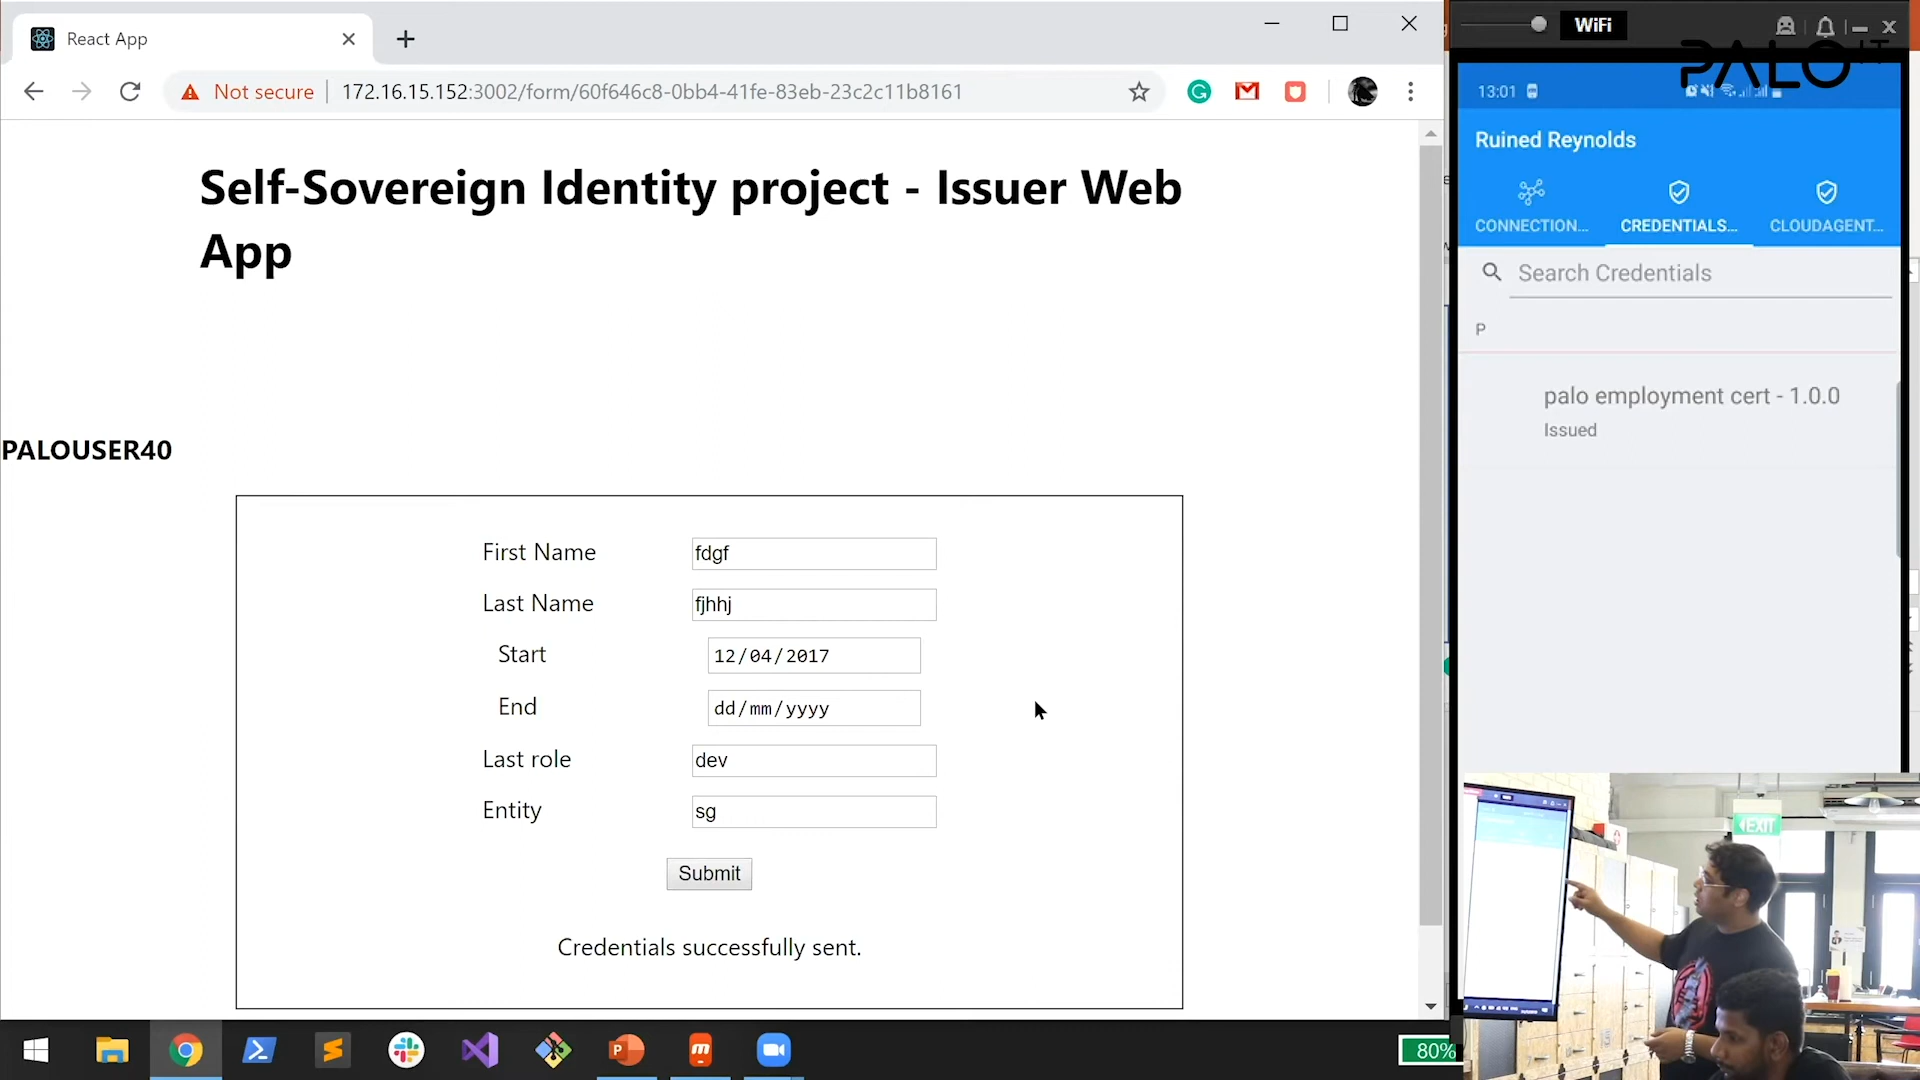 React App
Not secure
172.16.15.152:3002/form/60f646c8-0bb4-41fe-83eb-23c2c11b8161
Self-Sovereign Identity project - Issuer Web
App
PALOUSER40
First Name
fdgf
Last Name
fjhhj
Start
12/04/2017
End
dd/mm/yyyy
Last role
dev
Entity
sg
Submit
Credentials successfully sent.
80%
WiFi
PALO IT
13:01
Ruined Reynolds
CONNECTION...
CREDENTIALS...
CLOUDAGENT...
Search Credentials
P
palo employment cert - 1.0.0
Issued
EXIT